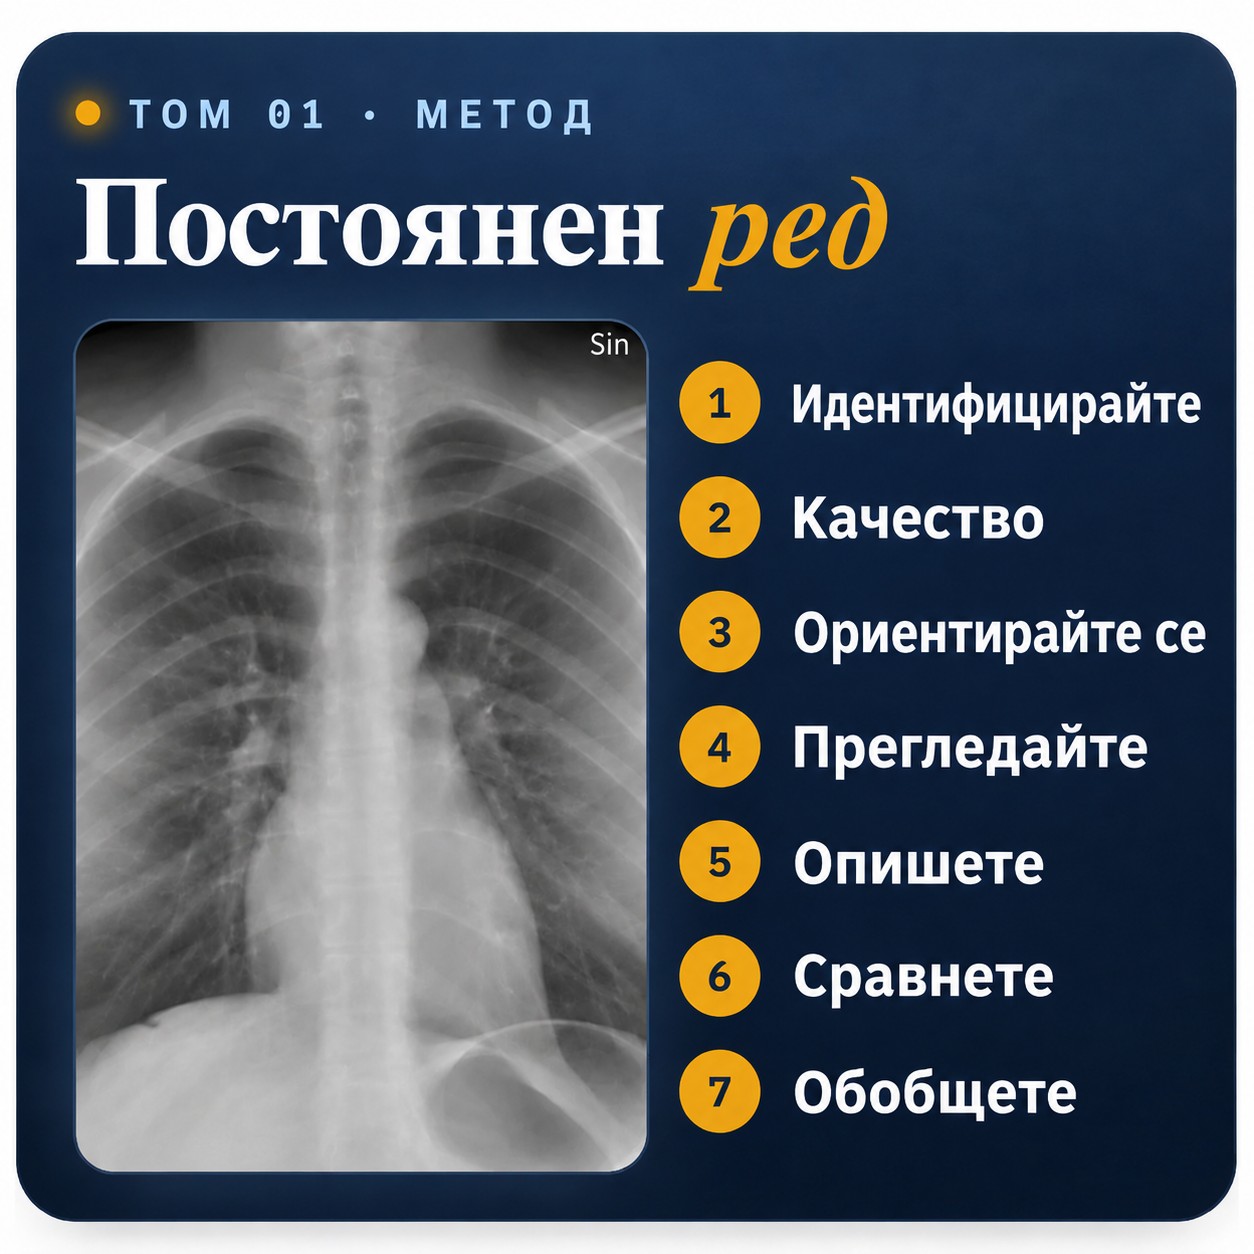 ТОМ 01 · МЕТОД
Постоянен ред
Sin
1 Идентифицирайте
2 Качество
3 Ориентирайте се
4 Прегледайте
5 Опишете
6 Сравнете
7 Обобщете